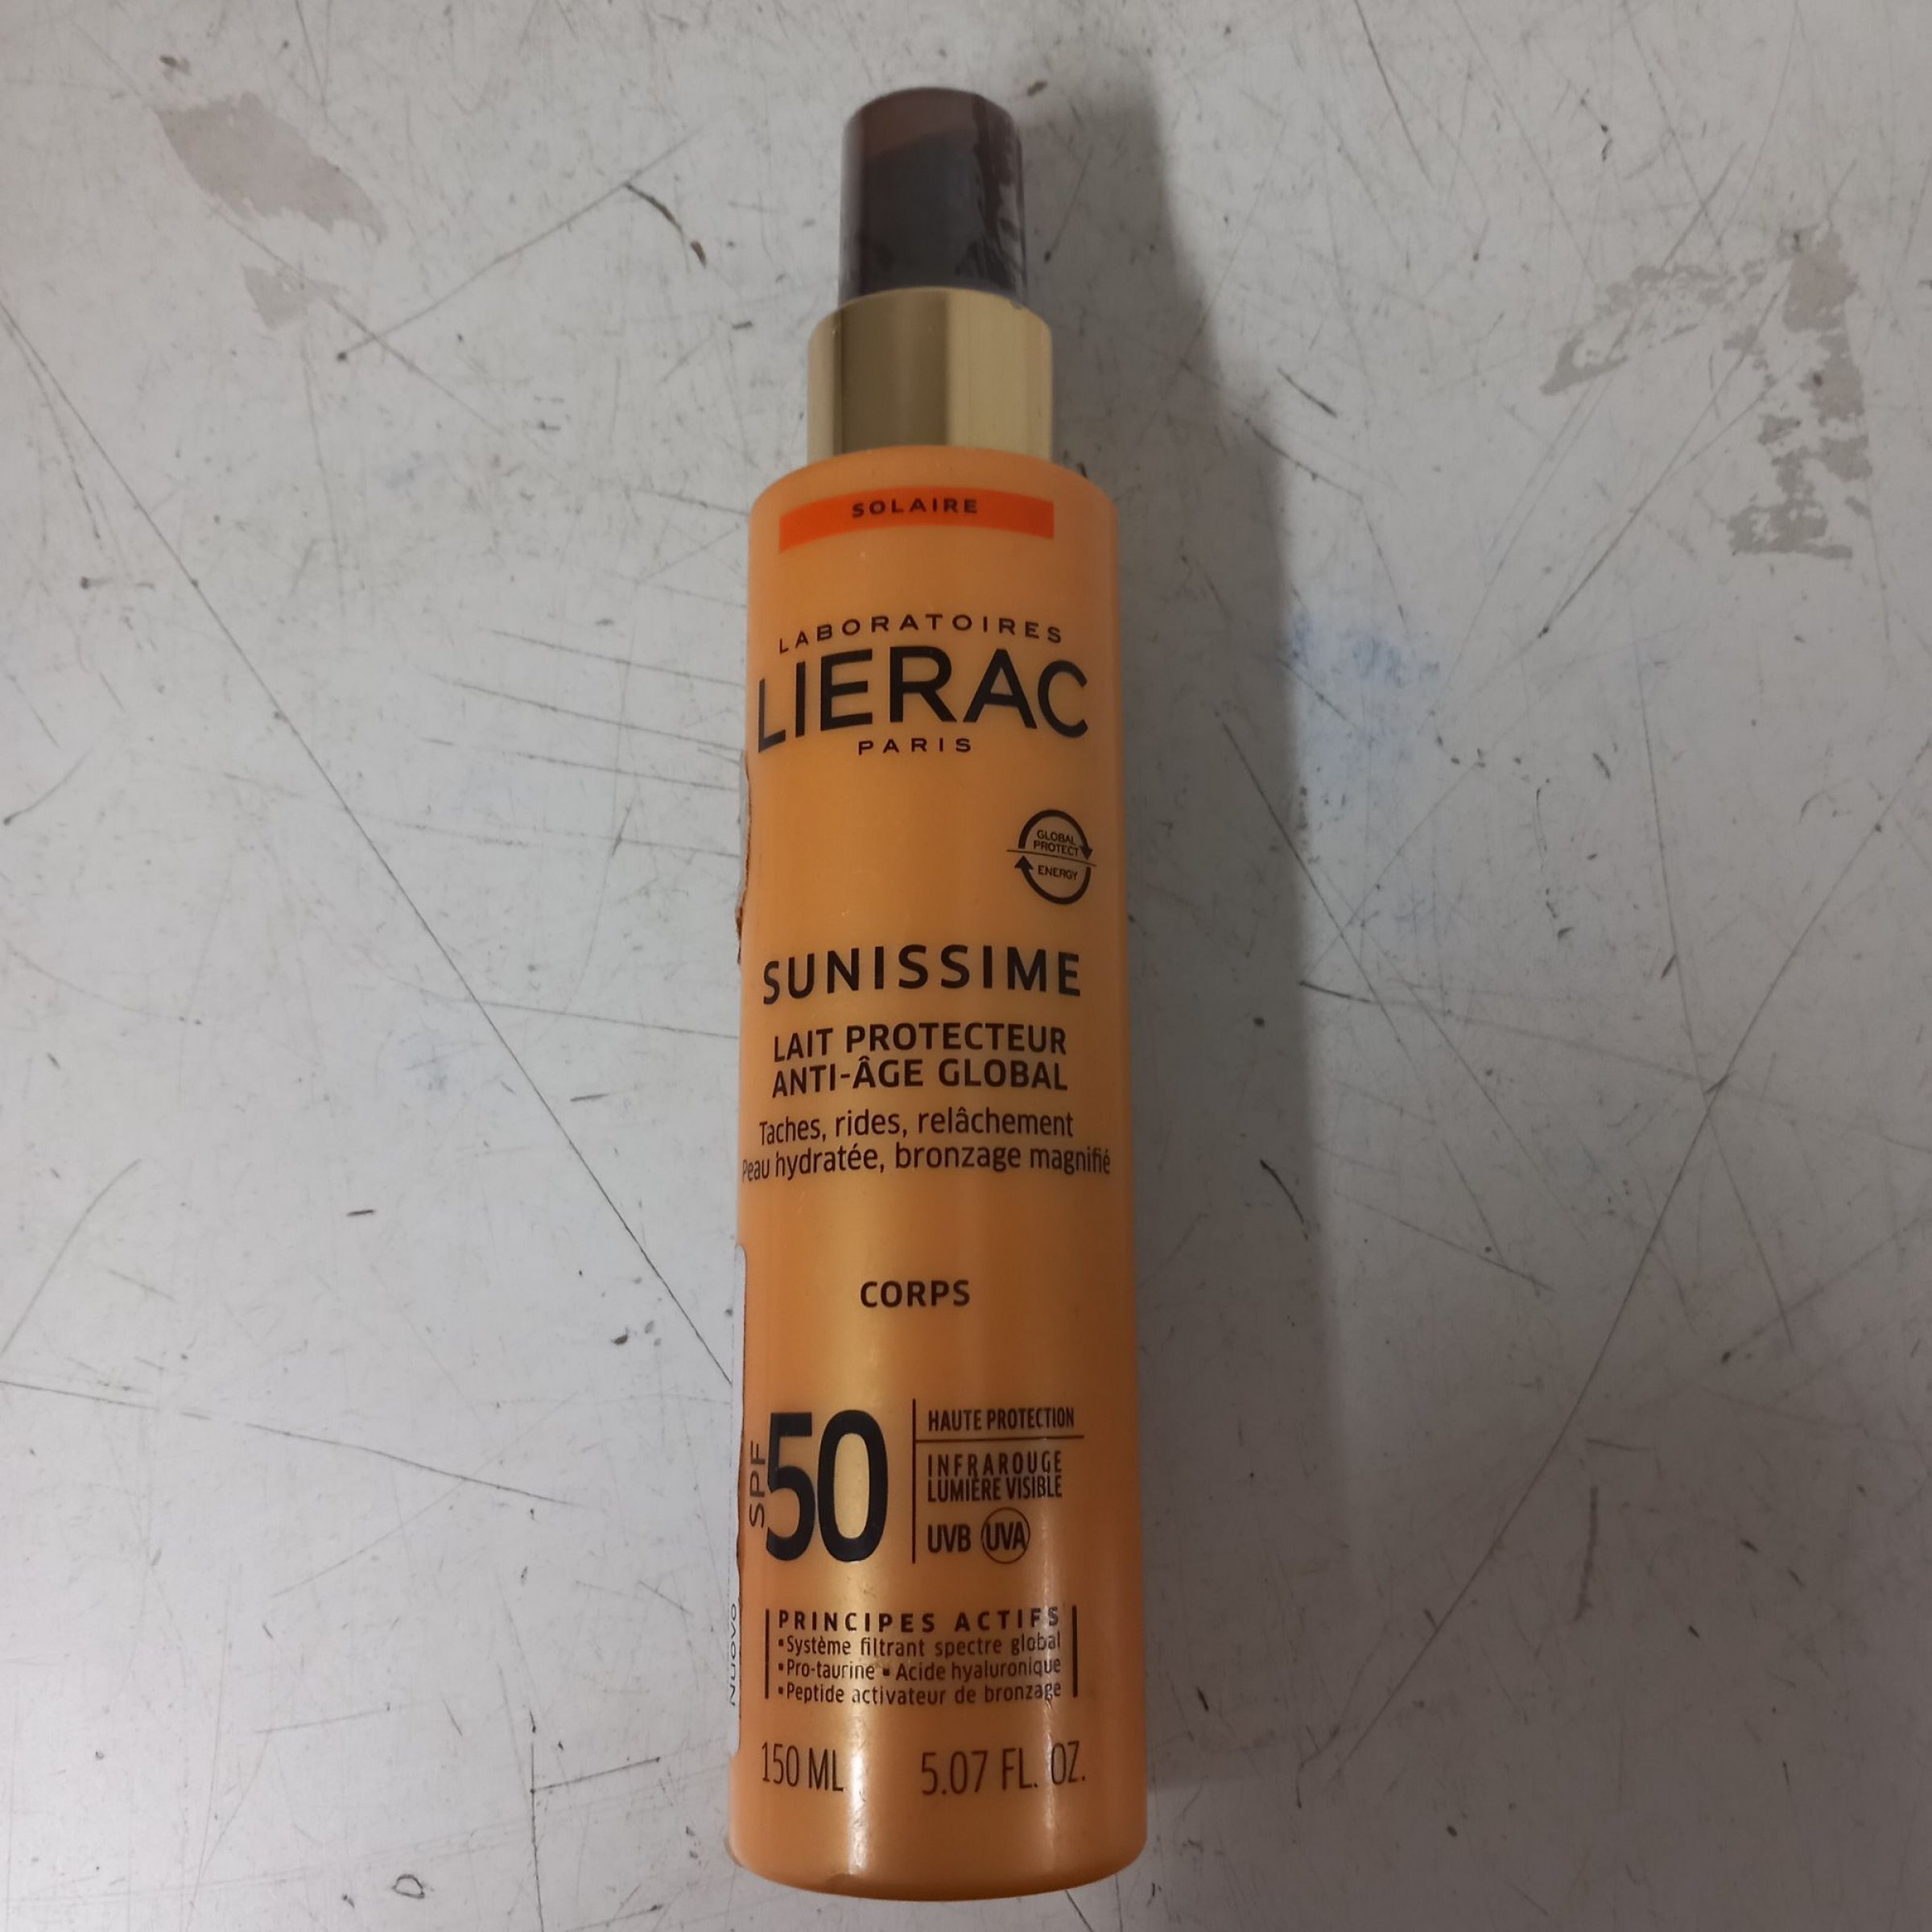 SOLAIRE
LABORATOIRES
LIERAC
PARIS
GLOBAL
PROTECT
ENERGY
SUNISSIME
LAIT PROTECTEUR
ANTI-ÂGE GLOBAL
Taches, rides, relâchement
Peau hydratée, bronzage magnifié
CORPS
SPF 50
HAUTE PROTECTION
INFRAROUGE
LUMIÈRE VISIBLE
UVB UVA
PRINCIPES ACTIFS
▪Système filtrant spectre global
▪Pro-taurine ▪ Acide hyaluronique
▪Peptide activateur de bronzage
150 ML 5.07 FL. OZ.
Nuovo